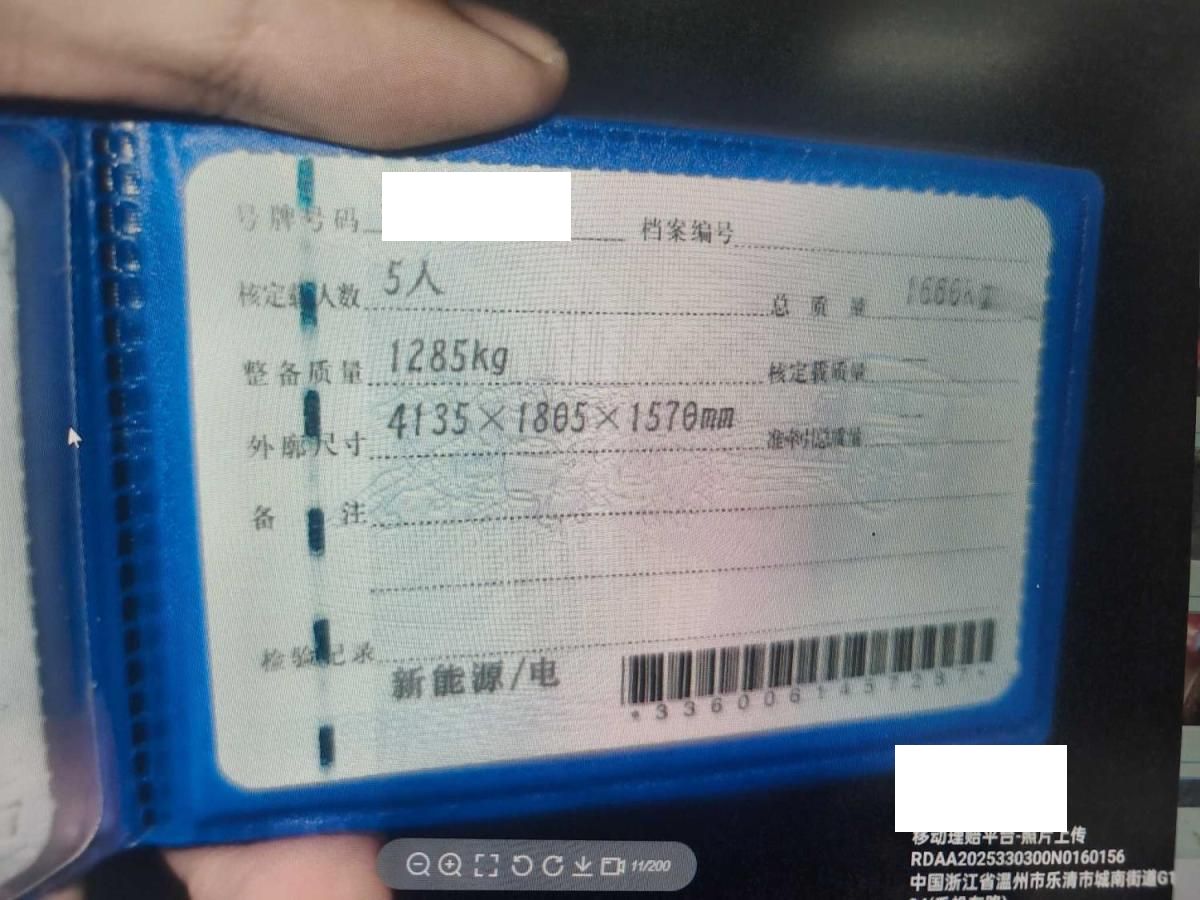 号牌号码 档案编号
核定载人数 5人 总质量
整备质量 1285kg 核定载质量
外廓尺寸 4135×1805×1570mm 准牵引总质量
备注
检验记录 新能源/电
移动理赔平台-照片上传
RDAA2025330300N0160156
中国浙江省温州市乐清市城南街道G1
11/200